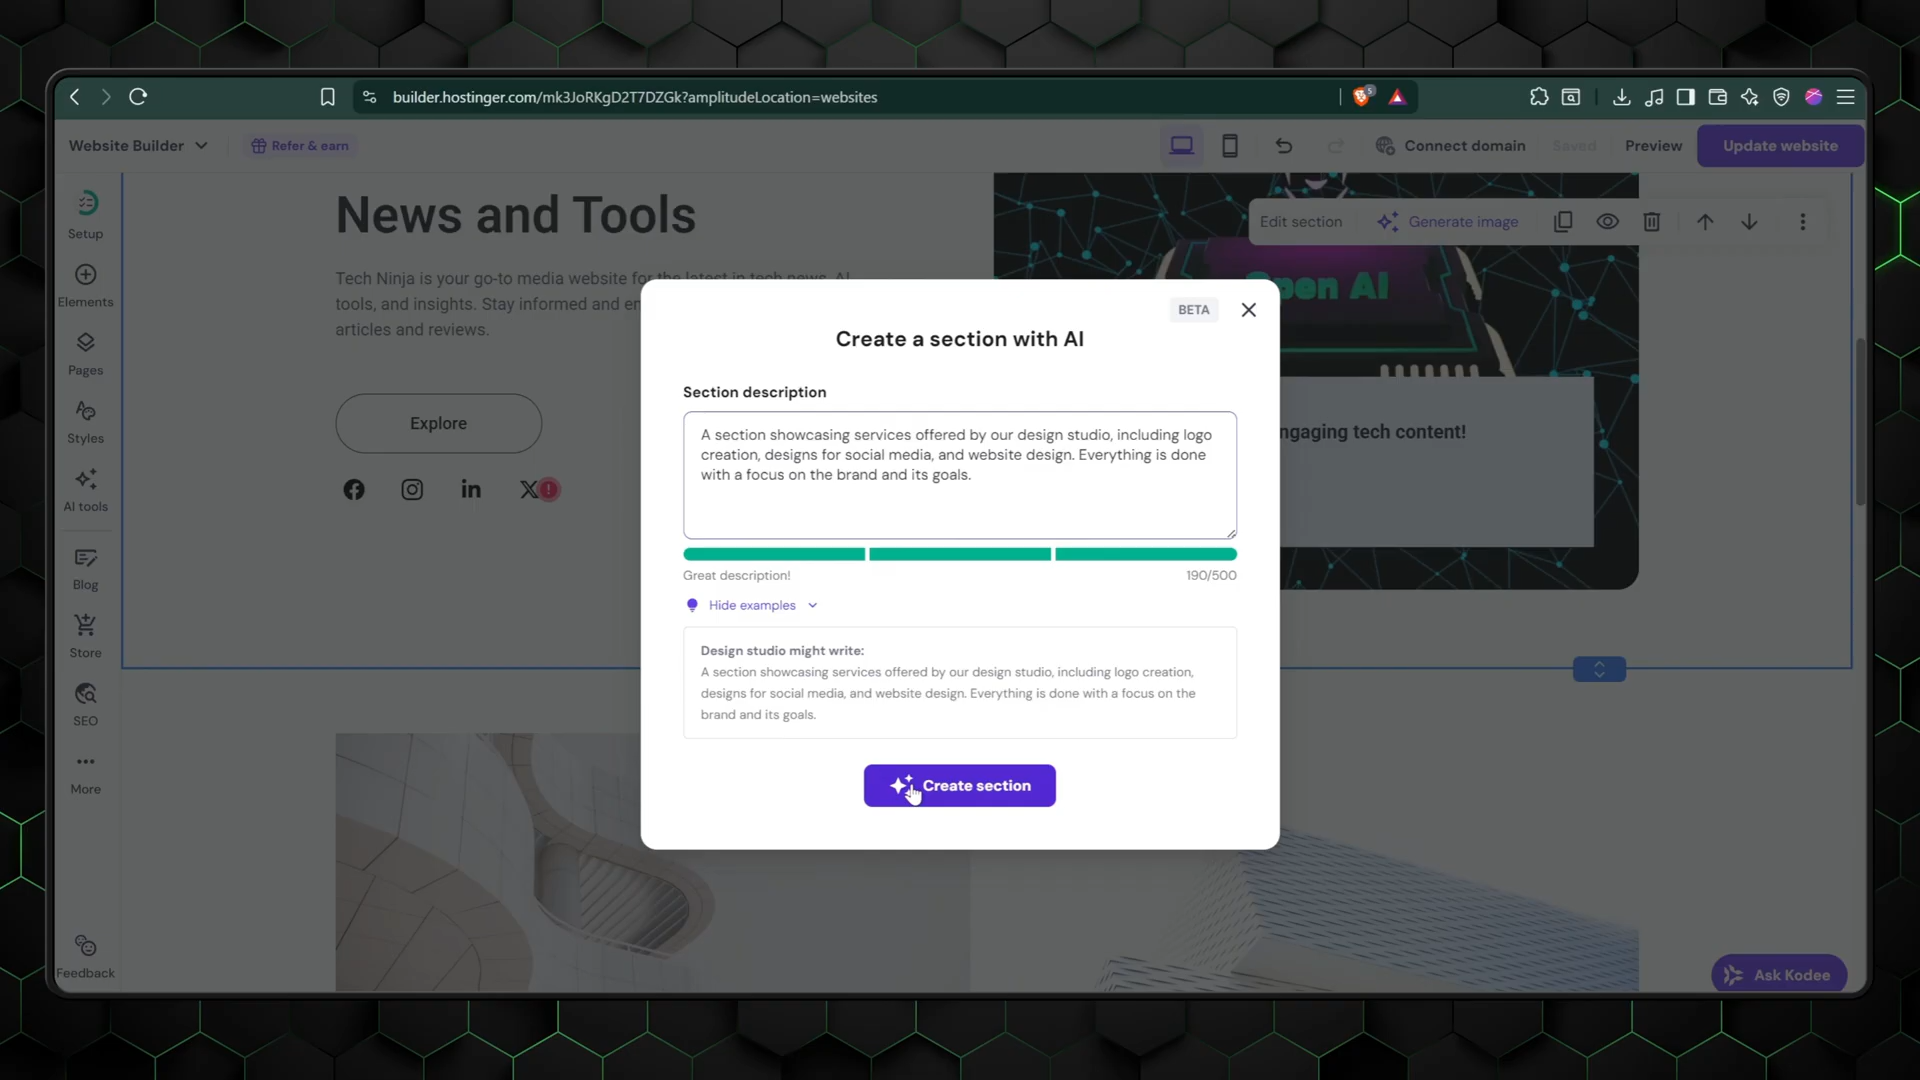 builder.hostinger.com/mk3JoRKgD2T7DZGk?amplitudeLocation=websites
5
Website Builder
Refer & earn
Connect domain
Saved
Preview
Update website
Setup
Elements
Pages
Styles
AI tools
Blog
Store
SEO
More
Feedback
News and Tools
Tech Ninja is your go-to media website for the latest in tech news, AI
tools, and insights. Stay informed and en
articles and reviews.
Explore
Edit section
Generate image
Open AI
ngaging tech content!
BETA
Create a section with AI
Section description
A section showcasing services offered by our design studio, including logo
creation, designs for social media, and website design. Everything is done
with a focus on the brand and its goals.
Great description!
190/500
Hide examples
Design studio might write:
A section showcasing services offered by our design studio, including logo creation,
designs for social media, and website design. Everything is done with a focus on the
brand and its goals.
Create section
Ask Kodee